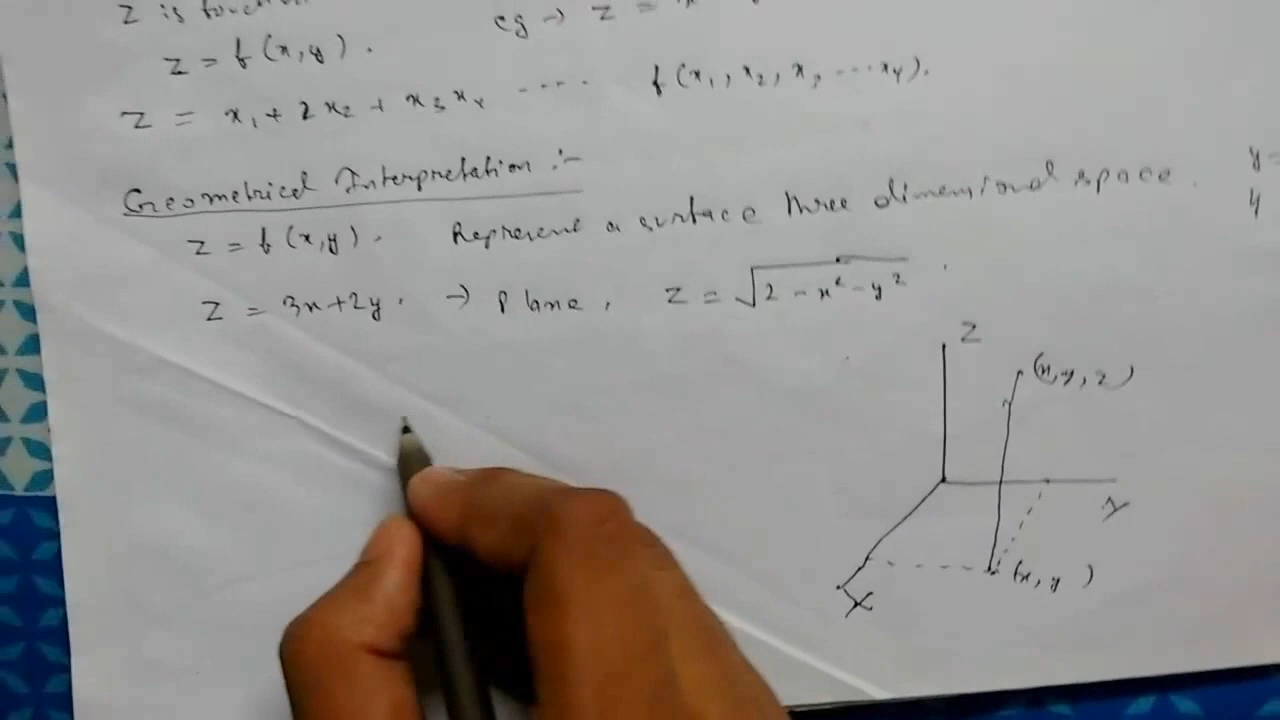 Z is
eg → Z =
Z = f(x,y).
Z = x₁ + 2x₂ + x₃x₄ ---- f(x₁, x₂, x₃, ---x₄).
Geometrical Interpretation :-
Z = f(x,y). Represent a surface three dimensional space.
y =
y
Z = 3x+2y. → Plane, Z = √2 - x² - y²
Z
(x,y,z)
y
(x,y)
X